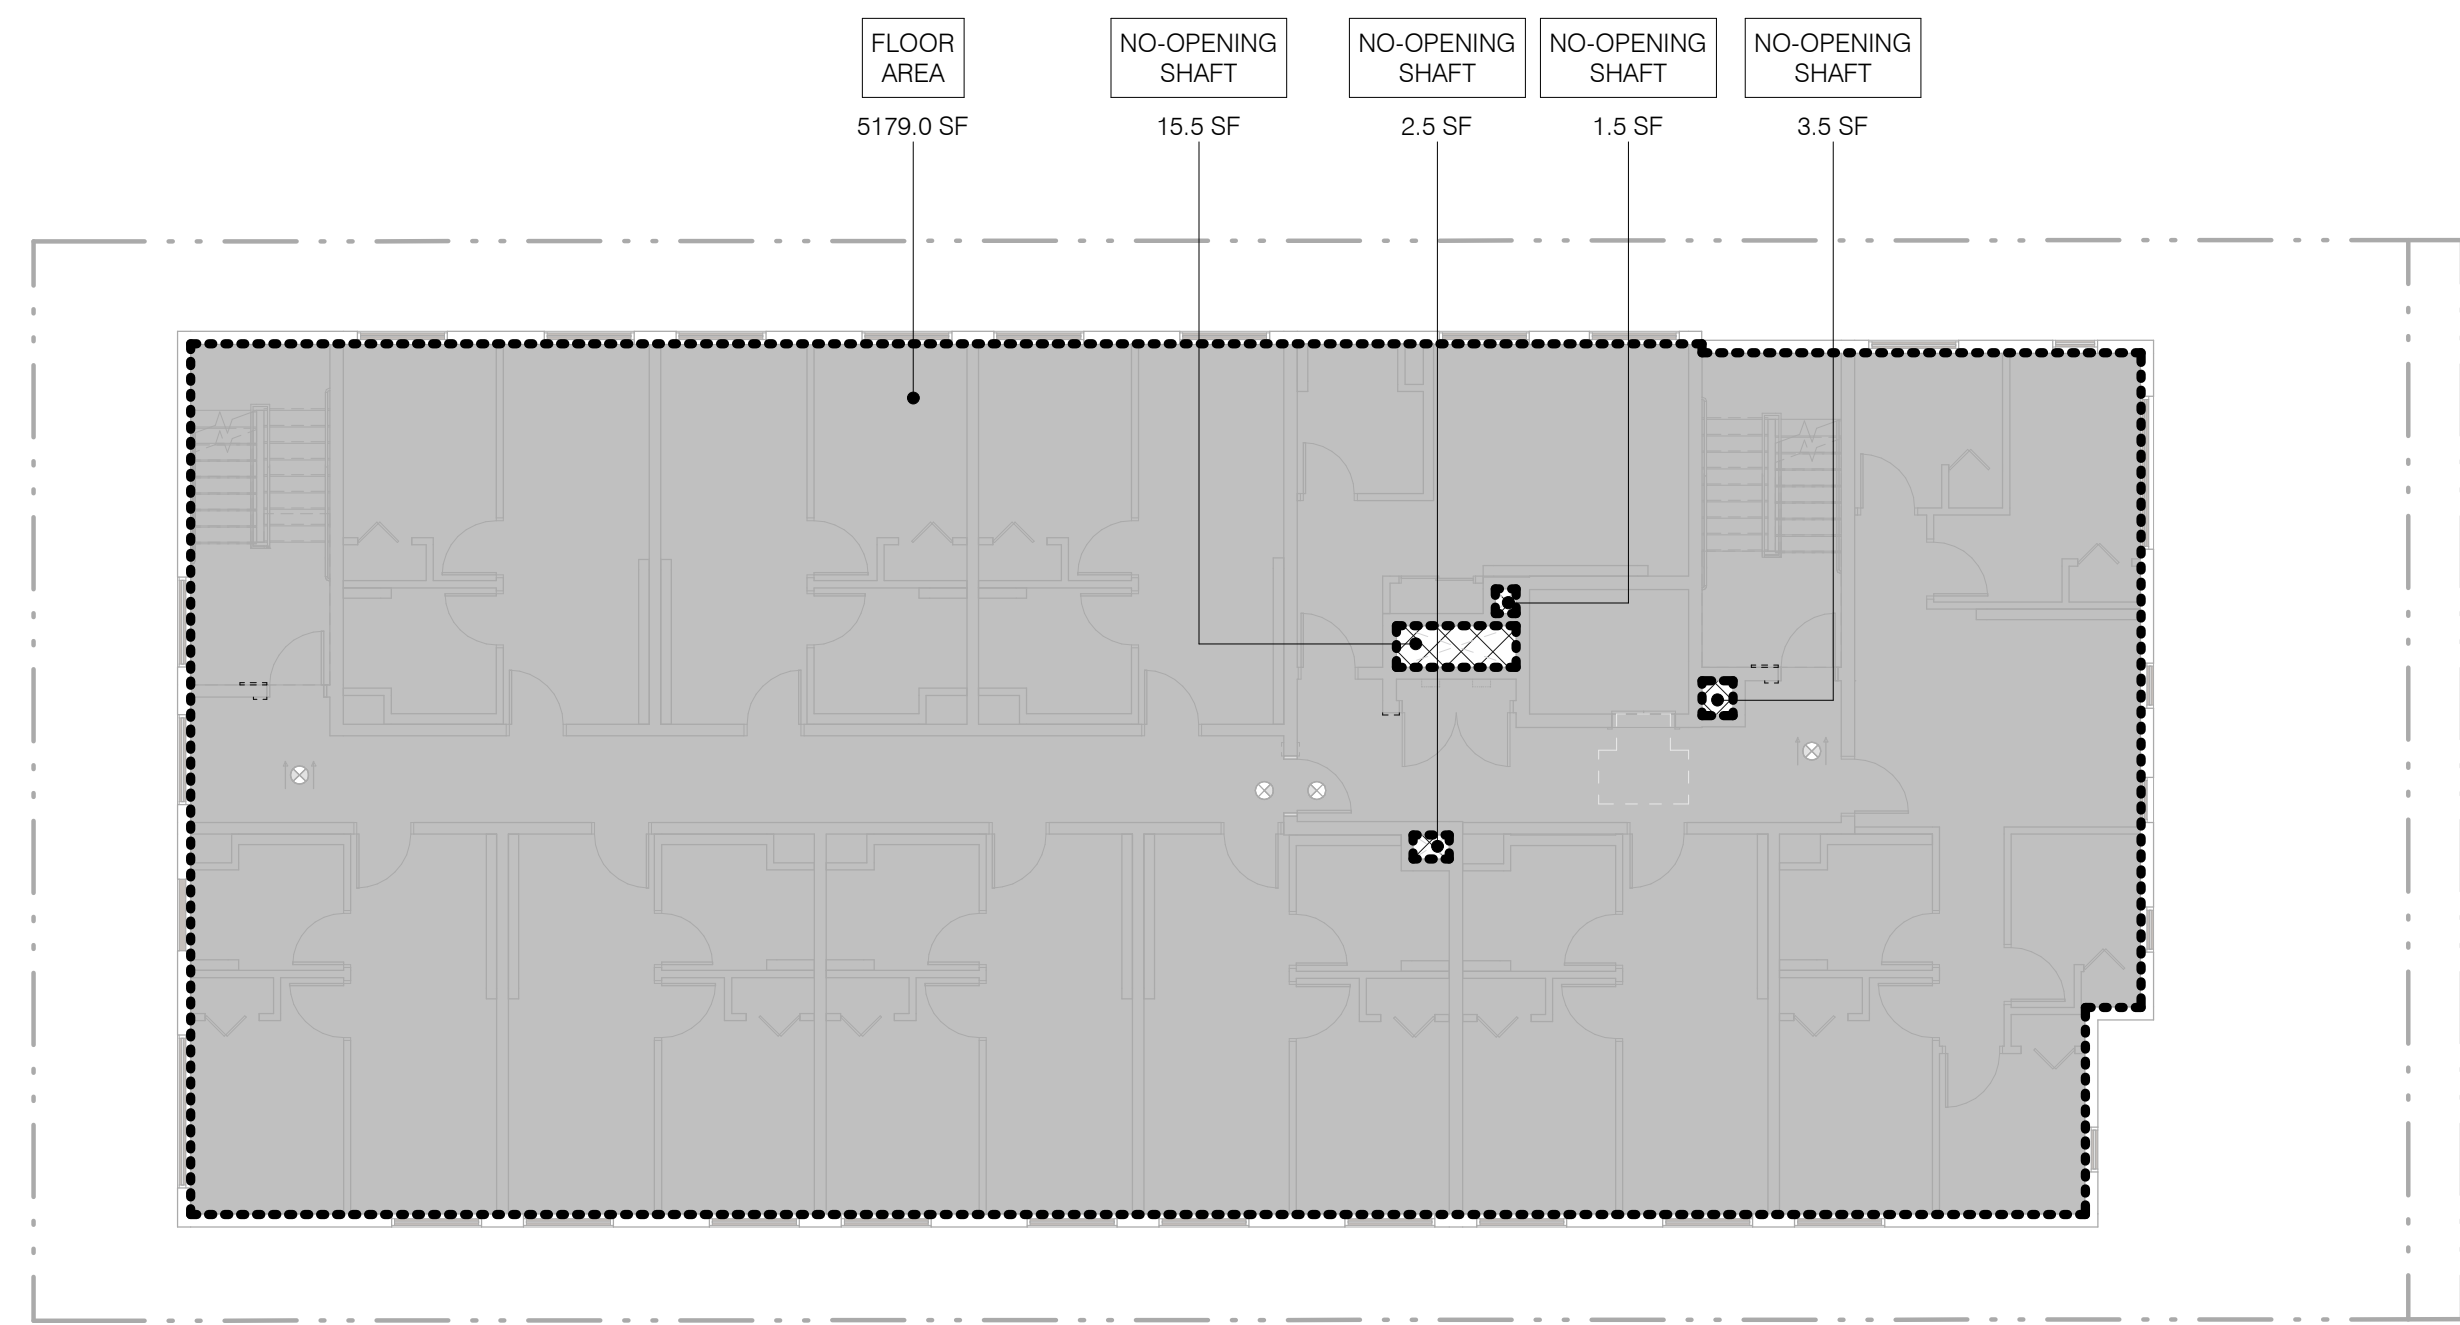 FLOOR
AREA
5179.0 SF
NO-OPENING
SHAFT
15.5 SF
NO-OPENING
SHAFT
2.5 SF
NO-OPENING
SHAFT
1.5 SF
NO-OPENING
SHAFT
3.5 SF